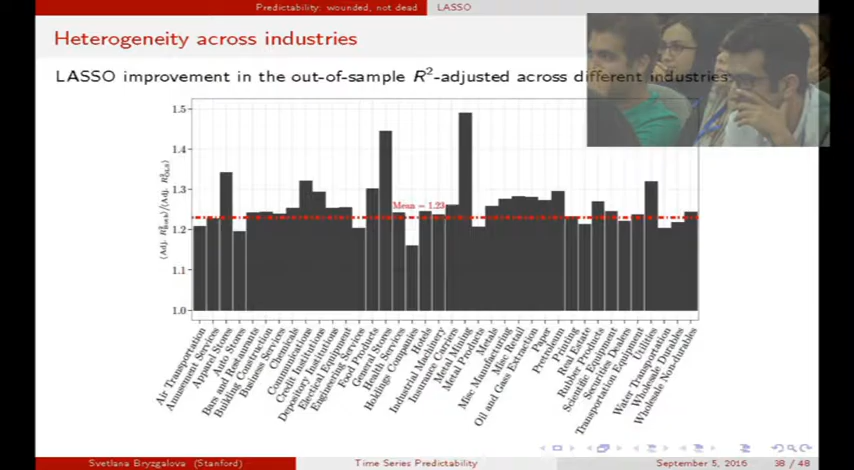 Predictability: wounded, not dead LASSO
Heterogeneity across industries
LASSO improvement in the out-of-sample R²-adjusted across different industries
1.5
1.4
1.3
1.2
1.1
1.0
Mean = 1.23
Air Transportation
Amusement Services
Apparel Stores
Auto Stores
Bars and Restaurants
Building Construction
Business Services
Chemicals
Communications
Credit Institutions
Depository Institutions
Electrical Equipment
Engineering Services
Food Products
General Stores
Health Services
Holdings Companies
Hotels
Industrial Machinery
Insurance Carriers
Metal Mining
Metal Products
Metals
Misc Manufacturing
Misc Retail
Oil and Gas Extraction
Paper
Petroleum
Printing
Real Estate
Rubber Products
Scientific Equipment
Securities Dealers
Transportation Equipment
Utilities
Water Transportation
Wholesale Durables
Wholesale Non-durables
Svetlana Bryzgalova (Stanford) Time Series Predictability September 5, 2016 38 / 48